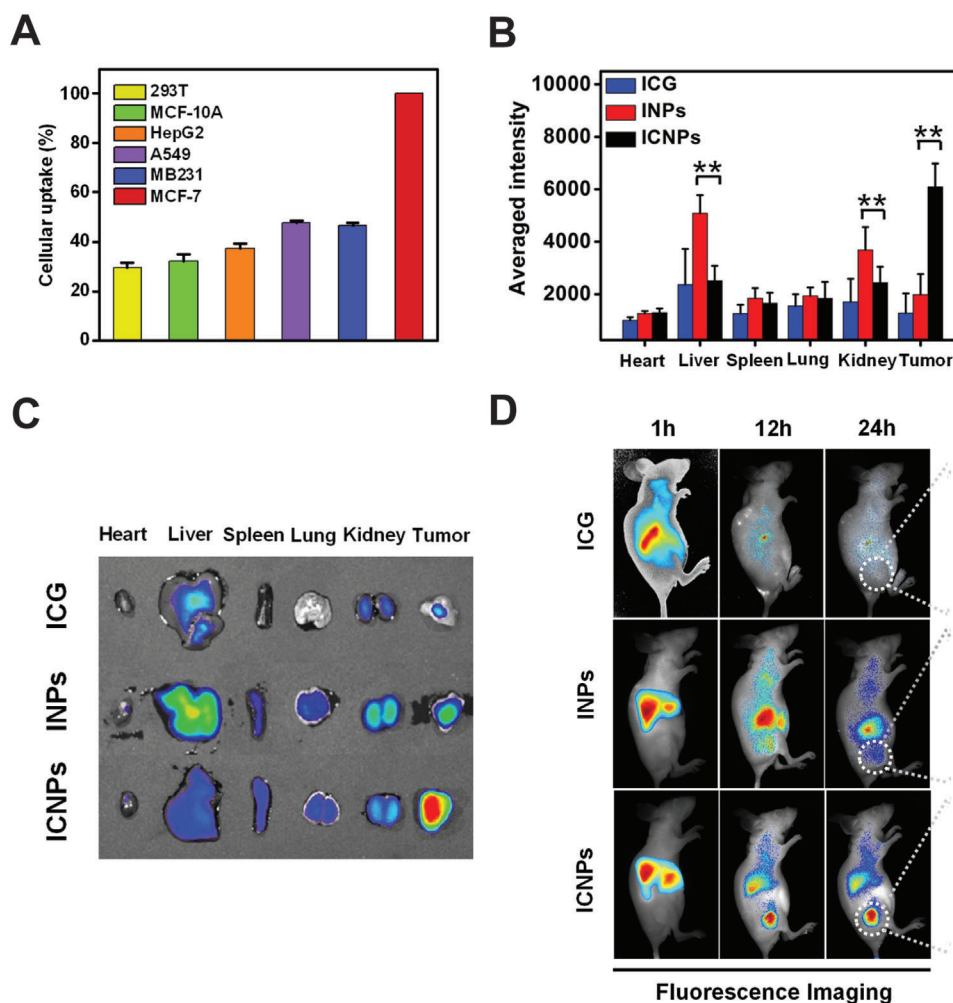 A
Cellular uptake (%)
100
80
60
40
20
0
293T
MCF-10A
HepG2
A549
MB231
MCF-7
B
Averaged intensity
10000
8000
6000
4000
2000
ICG
INPs
ICNPs
**
**
**
Heart Liver Spleen Lung Kidney Tumor
C
Heart Liver Spleen Lung Kidney Tumor
ICG
INPs
ICNPs
D
1h 12h 24h
ICG
INPs
ICNPs
Fluorescence Imaging